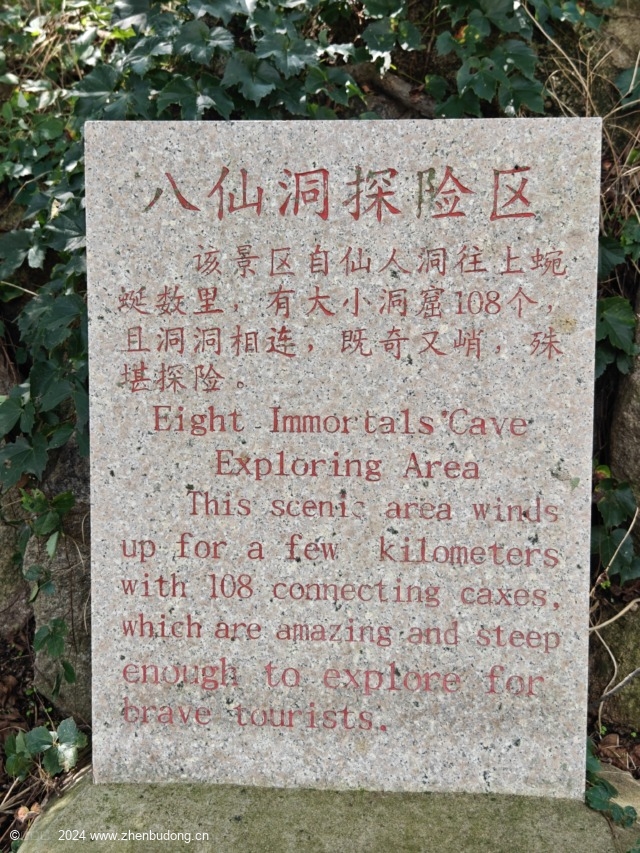 八仙洞探险区
该景区自仙人洞往上蜿
蜒数里，有大小洞窟108个，
且洞洞相连，既奇又峭，殊
堪探险。
Eight Immortals'Cave
Exploring Area
This scenic area winds
up for a few kilometers
with 108 connecting caxes,
which are amazing and steep
enough to explore for
brave tourists.
2024 www.zhenbudong.cn